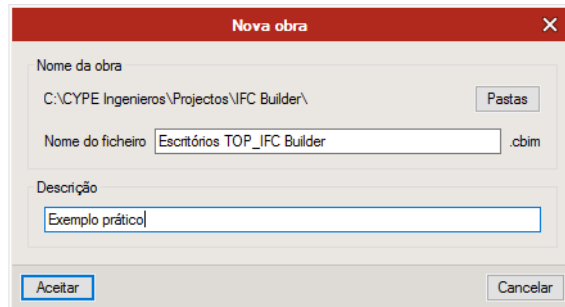 Nova obra
Nome da obra
C:\CYPE Ingenieros\Projectos\IFC Builder\ Pastas
Nome do ficheiro Escritórios TOP_IFC Builder .cbim
Descrição
Exemplo prático
Aceitar Cancelar